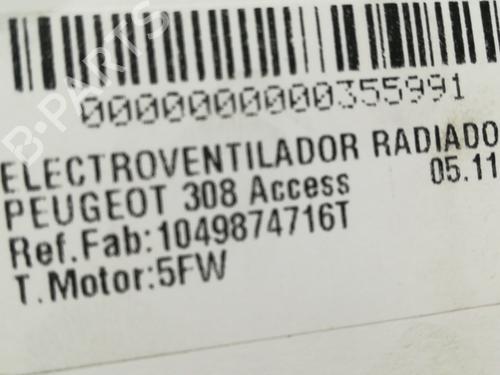 B-PARTS
0000000000355991
ELECTROVENTILADOR RADIADO
PEUGEOT 308 Access 05.11
Ref.Fab:1049874716T
T.Motor:5FW